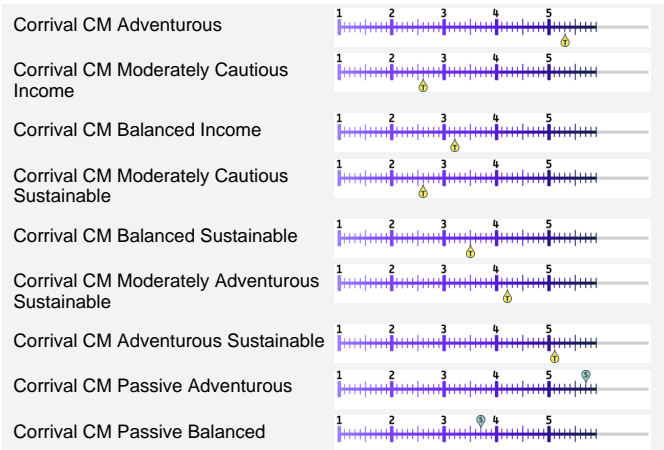 Corrival CM Adventurous
1 2 3 4 5
T
Corrival CM Moderately Cautious
Income
1 2 3 4 5
T
Corrival CM Balanced Income
1 2 3 4 5
T
Corrival CM Moderately Cautious
Sustainable
1 2 3 4 5
T
Corrival CM Balanced Sustainable
1 2 3 4 5
T
Corrival CM Moderately Adventurous
Sustainable
1 2 3 4 5
T
Corrival CM Adventurous Sustainable
1 2 3 4 5
T
Corrival CM Passive Adventurous
1 2 3 4 5
S
Corrival CM Passive Balanced
1 2 3 S 4 5